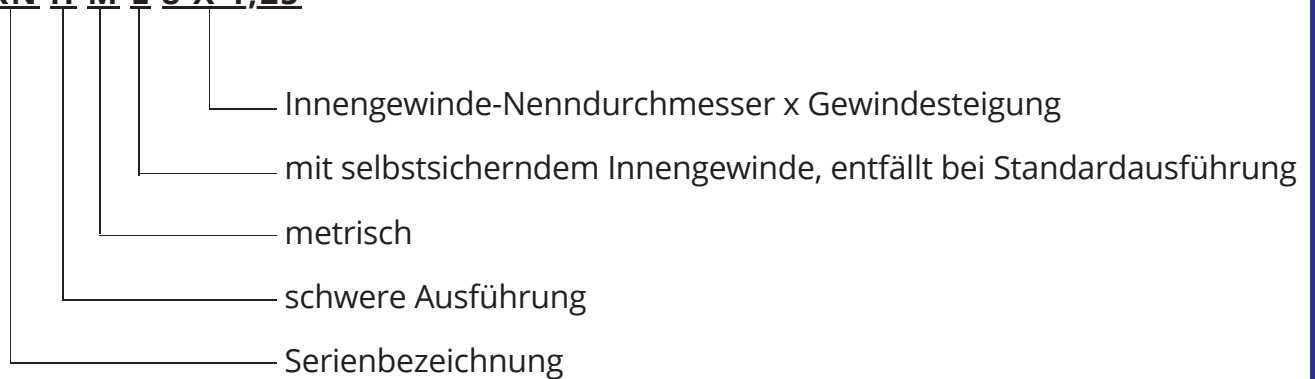 Innengewinde-Nenndurchmesser x Gewindesteigung
mit selbstsicherndem Innengewinde, entfällt bei Standardausführung
metrisch
schwere Ausführung
Serienbezeichnung